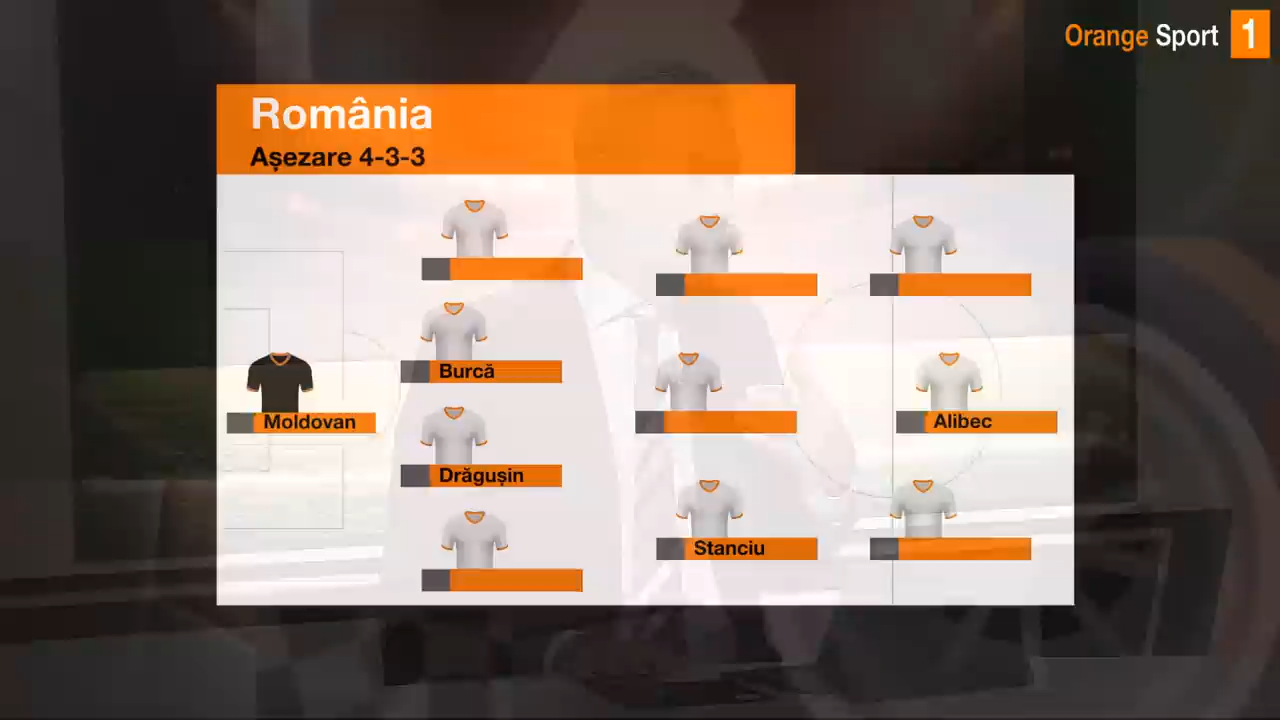 Orange Sport 1
România
Așezare 4-3-3
Burcă
Moldovan
Alibec
Drăgușin
Stanciu